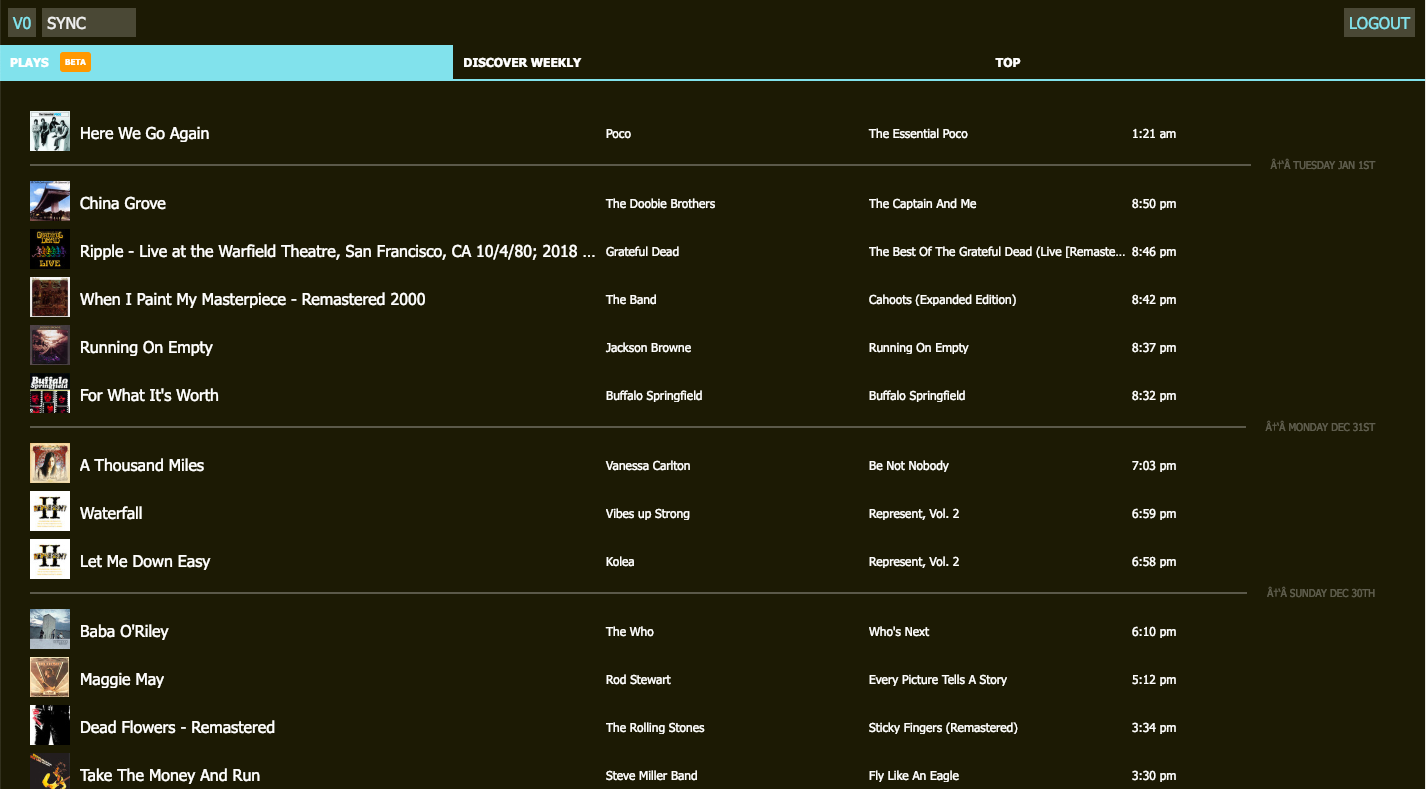 V0 SYNC LOGOUT
PLAYS BETA DISCOVER WEEKLY TOP
Here We Go Again Poco The Essential Poco 1:21 am
Â†'Â TUESDAY JAN 1ST
China Grove The Doobie Brothers The Captain And Me 8:50 pm
Ripple - Live at the Warfield Theatre, San Francisco, CA 10/4/80; 2018 ... Grateful Dead The Best Of The Grateful Dead (Live [Remaste... 8:46 pm
When I Paint My Masterpiece - Remastered 2000 The Band Cahoots (Expanded Edition) 8:42 pm
Running On Empty Jackson Browne Running On Empty 8:37 pm
Buffalo Springfield
For What It's Worth Buffalo Springfield Buffalo Springfield 8:32 pm
Â†'Â MONDAY DEC 31ST
A Thousand Miles Vanessa Carlton Be Not Nobody 7:03 pm
Waterfall Vibes up Strong Represent, Vol. 2 6:59 pm
Let Me Down Easy Kolea Represent, Vol. 2 6:58 pm
Â†'Â SUNDAY DEC 30TH
Baba O'Riley The Who Who's Next 6:10 pm
Maggie May Rod Stewart Every Picture Tells A Story 5:12 pm
Dead Flowers - Remastered The Rolling Stones Sticky Fingers (Remastered) 3:34 pm
Take The Money And Run Steve Miller Band Fly Like An Eagle 3:30 pm